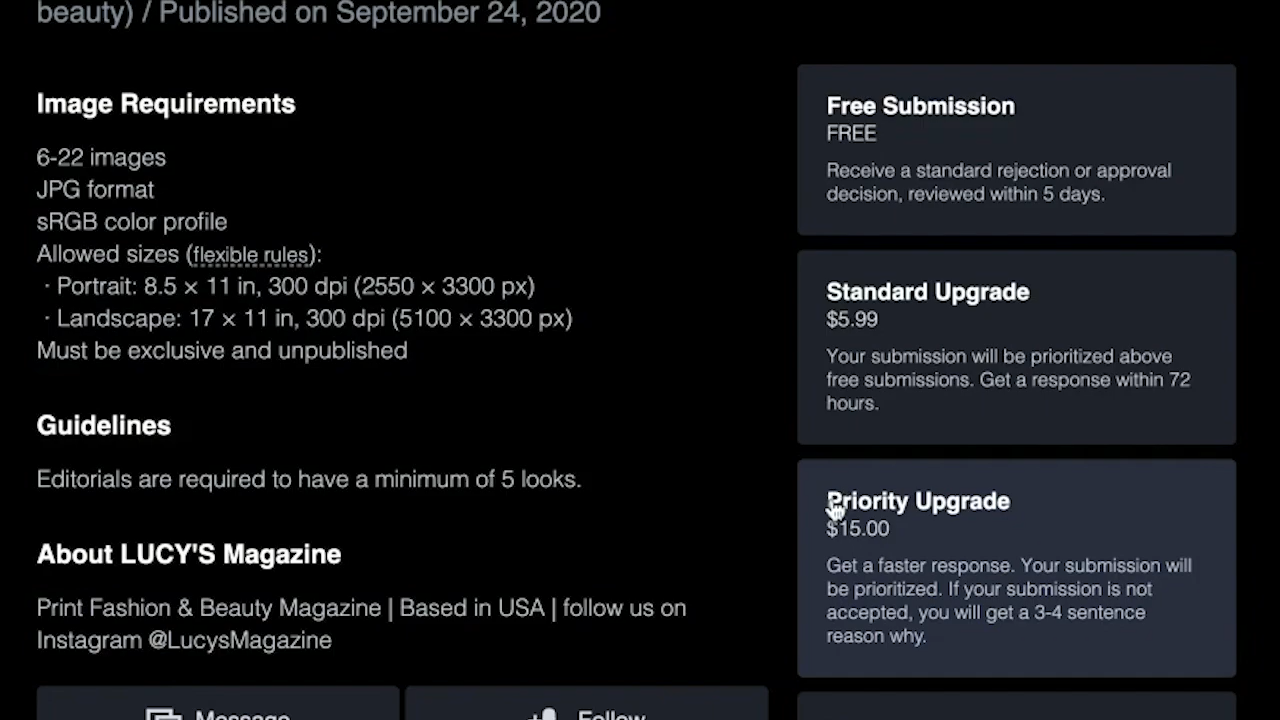 beauty) / Published on September 24, 2020
Image Requirements
6-22 images
JPG format
sRGB color profile
Allowed sizes (flexible rules):
· Portrait: 8.5 × 11 in, 300 dpi (2550 × 3300 px)
· Landscape: 17 × 11 in, 300 dpi (5100 × 3300 px)
Must be exclusive and unpublished
Guidelines
Editorials are required to have a minimum of 5 looks.
About LUCY'S Magazine
Print Fashion & Beauty Magazine | Based in USA | follow us on
Instagram @LucysMagazine
Message
Follow
Free Submission
FREE
Receive a standard rejection or approval
decision, reviewed within 5 days.
Standard Upgrade
$5.99
Your submission will be prioritized above
free submissions. Get a response within 72
hours.
Priority Upgrade
$15.00
Get a faster response. Your submission will
be prioritized. If your submission is not
accepted, you will get a 3-4 sentence
reason why.